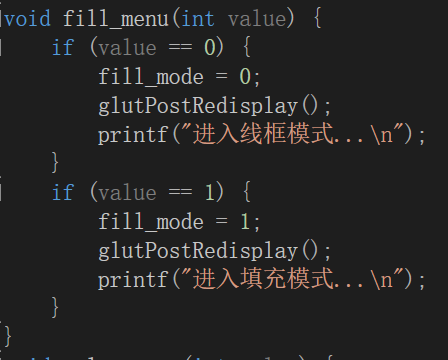 void fill_menu(int value) {
    if (value == 0) {
        fill_mode = 0;
        glutPostRedisplay();
        printf("进入线框模式...\n");
    }
    if (value == 1) {
        fill_mode = 1;
        glutPostRedisplay();
        printf("进入填充模式...\n");
    }
}